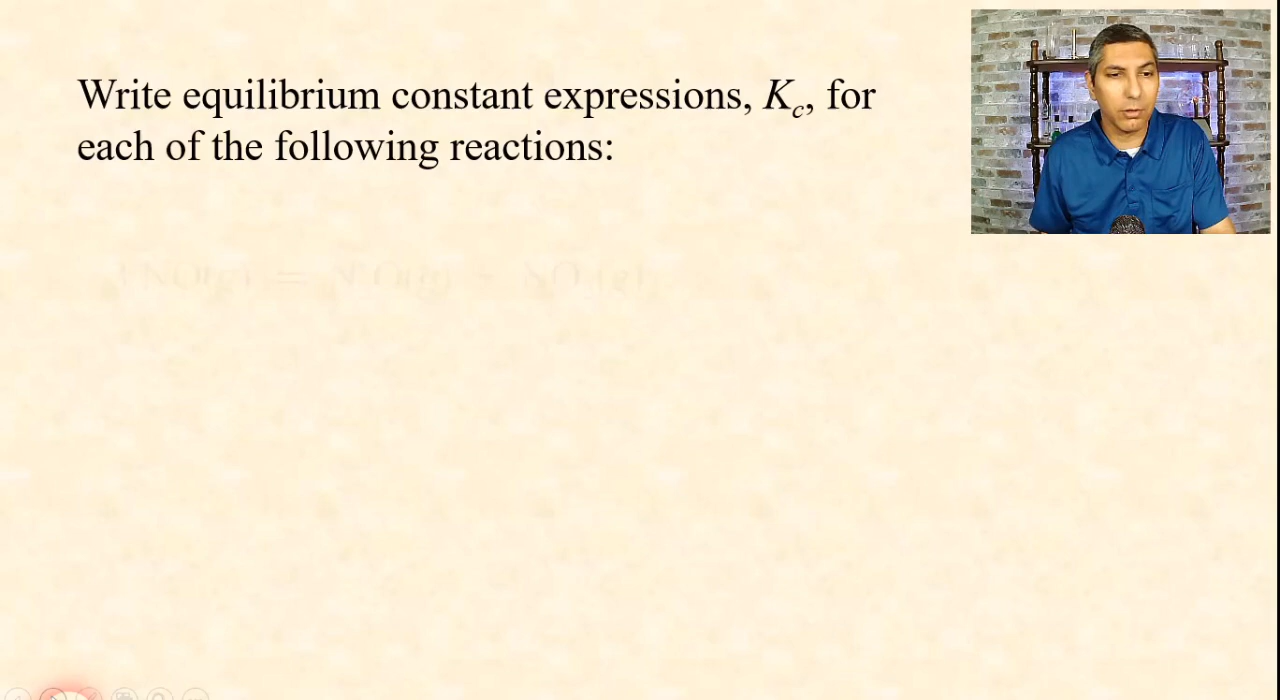 Write equilibrium constant expressions, Kc, for
each of the following reactions: